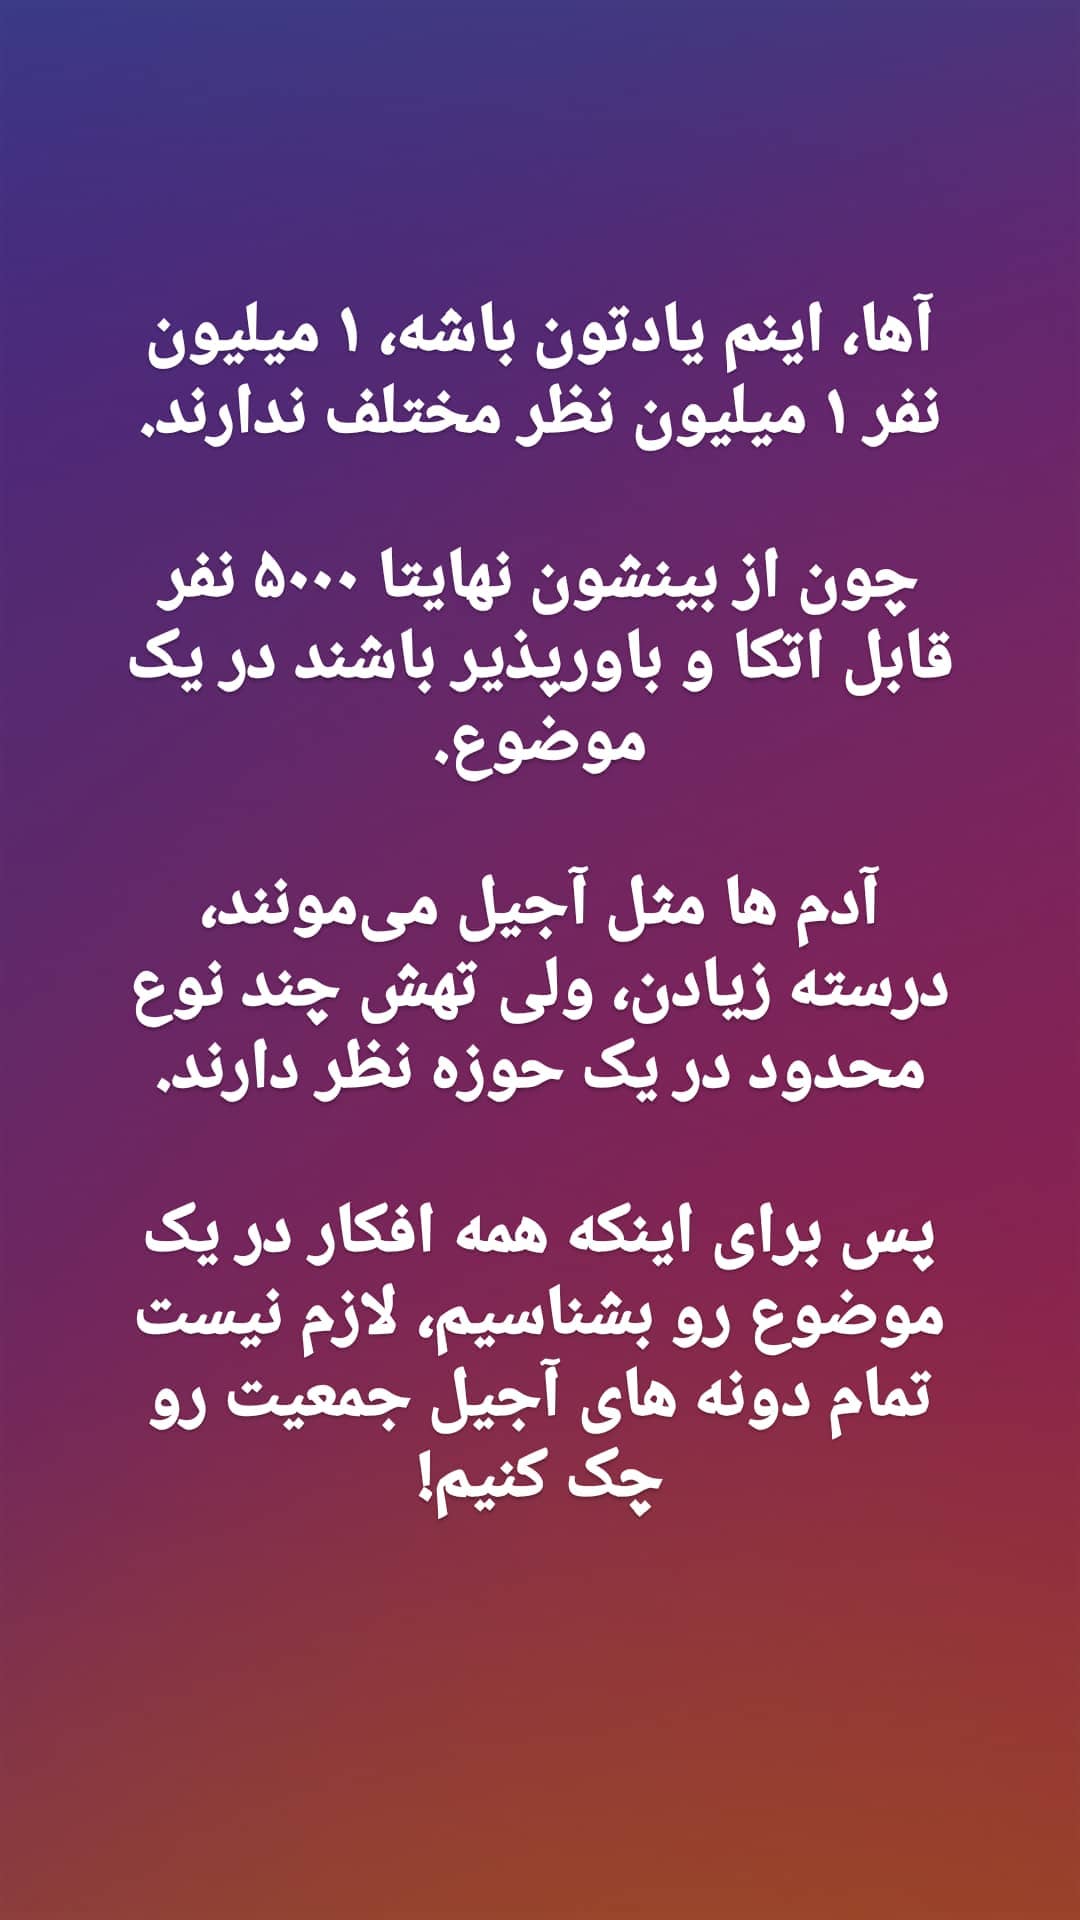 آها، اینم یادتون باشه، ۱ میلیون
نفر ۱ میلیون نظر مختلف ندارند.
چون از بینشون نهایتا ۵۰۰۰ نفر
قابل اتکا و باورپذیر باشند در یک
موضوع.
آدم ها مثل آجیل می‌مونند،
درسته زیادن، ولی تهش چند نوع
محدود در یک حوزه نظر دارند.
پس برای اینکه همه افکار در یک
موضوع رو بشناسیم، لازم نیست
تمام دونه های آجیل جمعیت رو
چک کنیم!